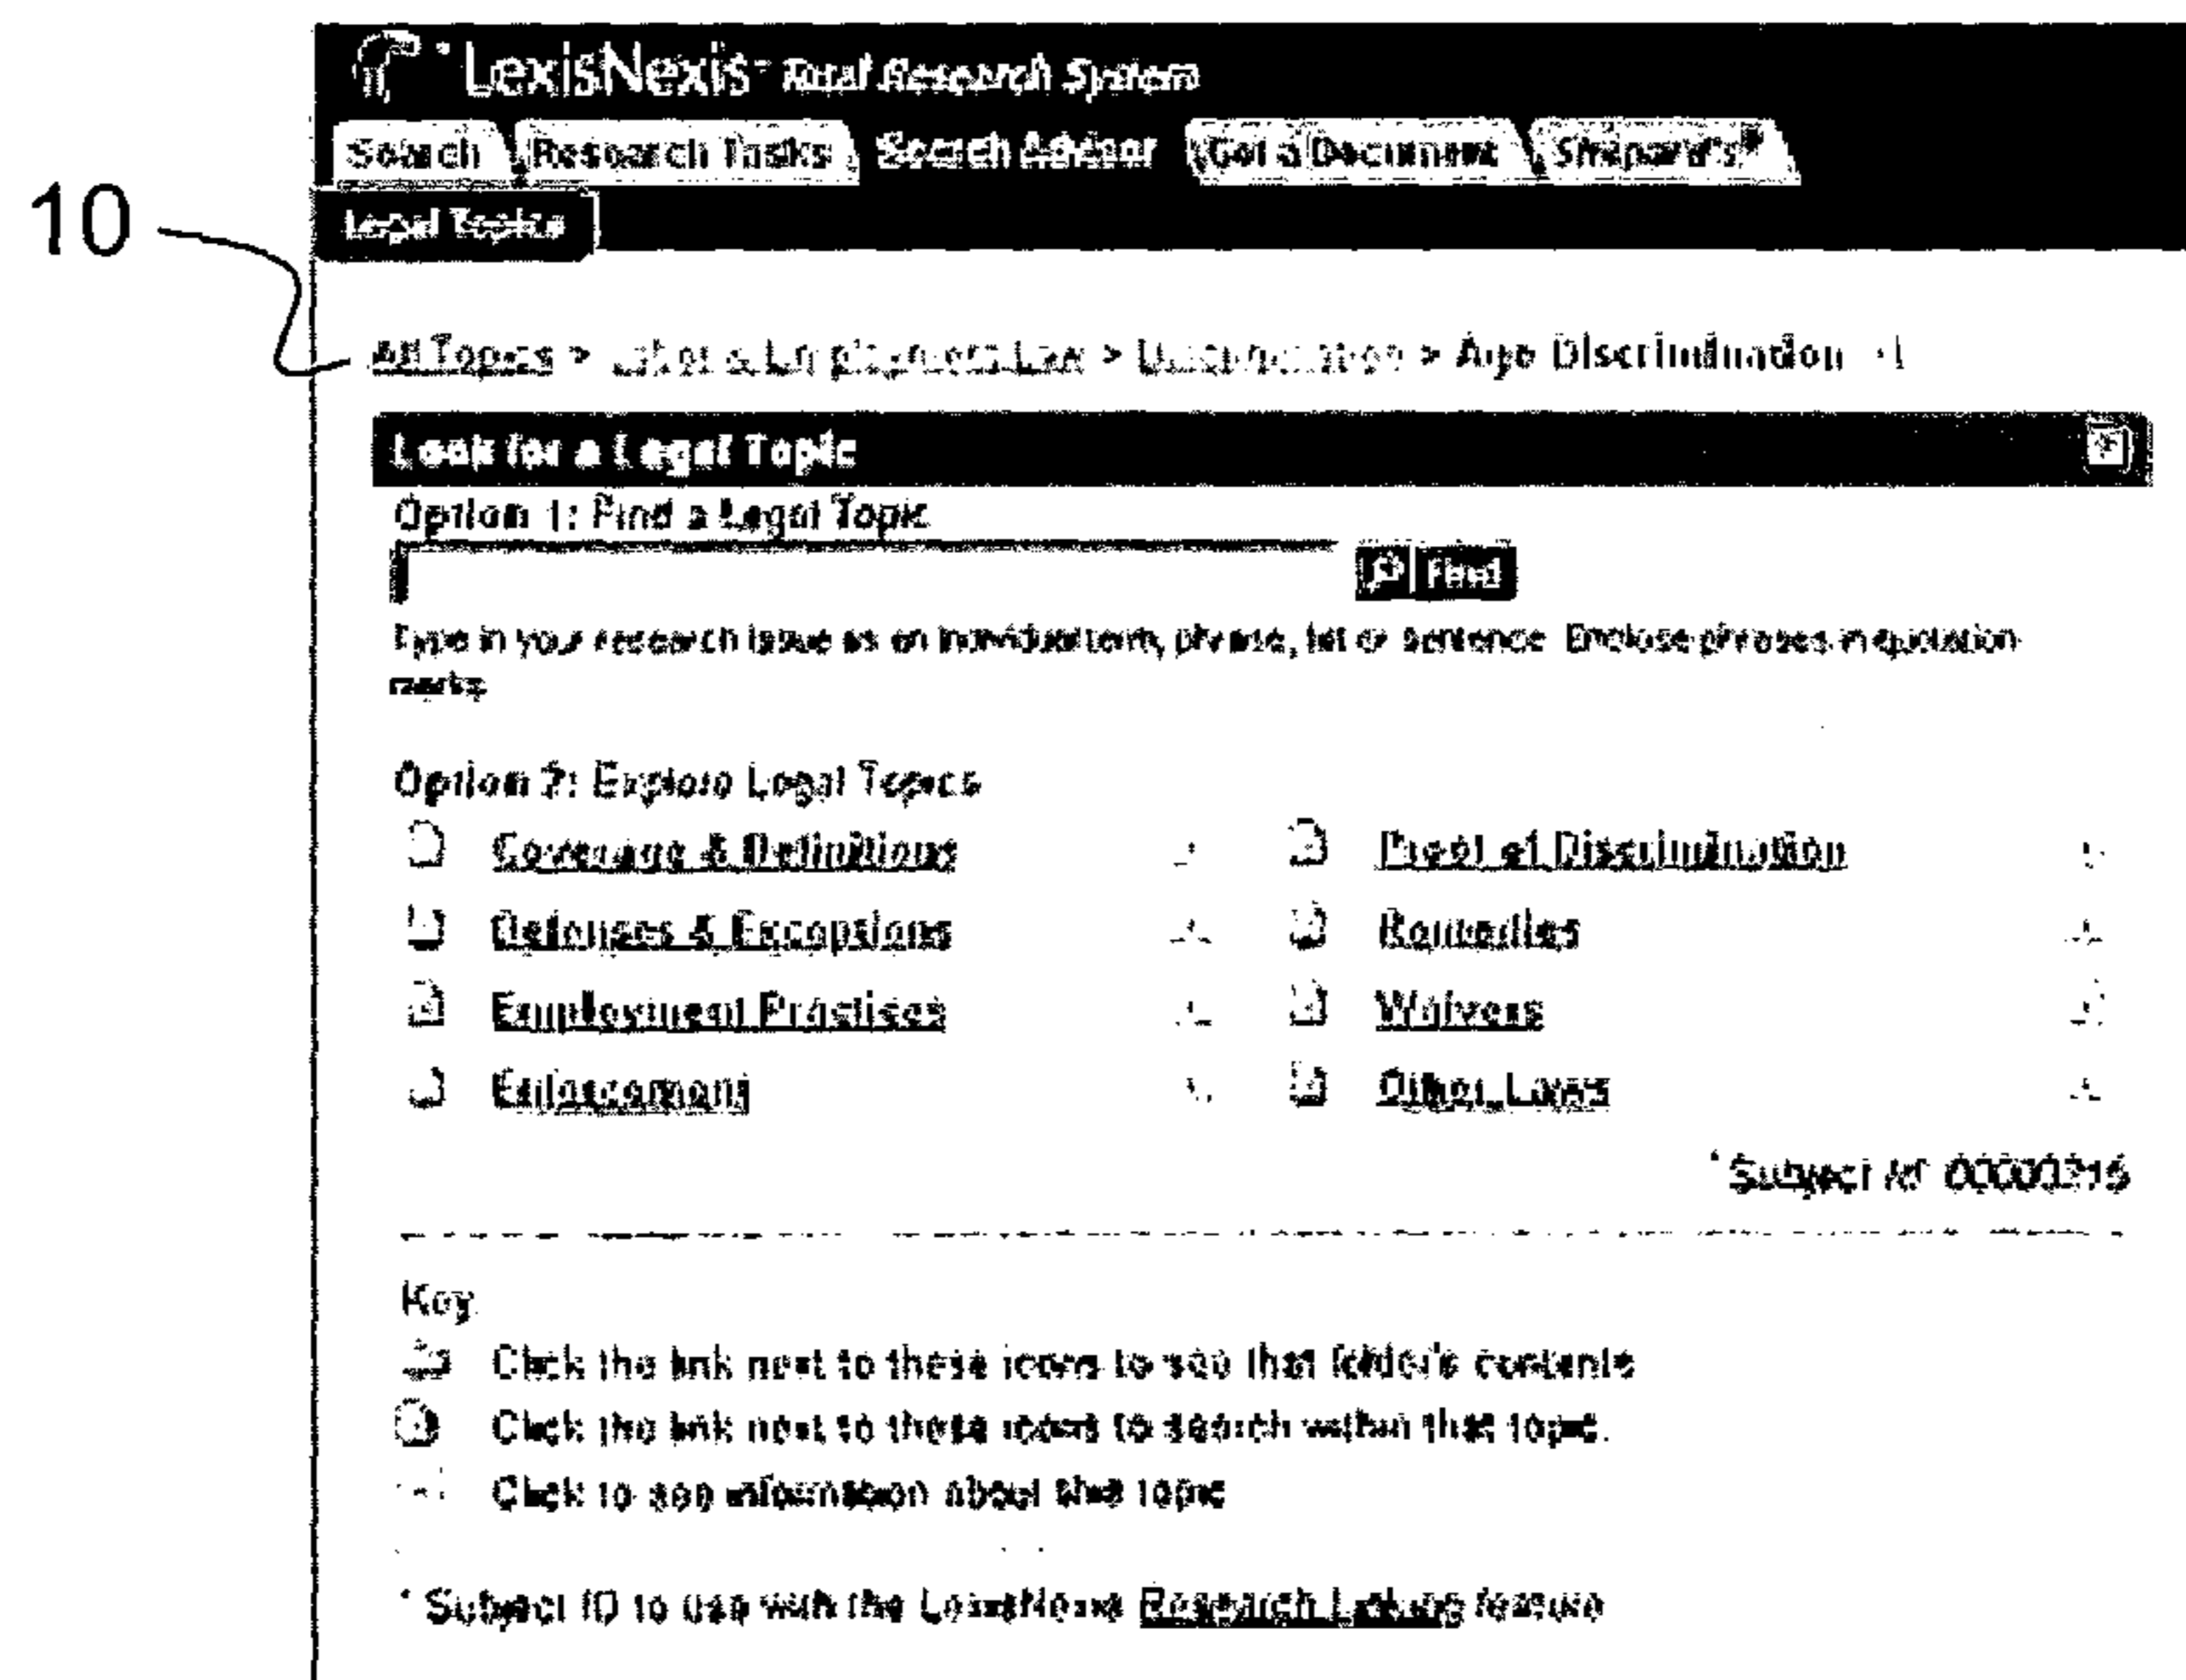 LexisNexis™ Total Research System
Search Research Tasks Search Advisor Get a Document Shepard's®
Legal Topics
10
All Topics > Labor & Employment Law > Discrimination > Age Discrimination
Look for a Legal Topic
Option 1: Find a Legal Topic
Find
Type in your research issue as an individual term, phrase, list or sentence. Enclose phrases in quotation
marks.
Option 2: Explore Legal Topics
Coverage & Definitions Proof of Discrimination
Defenses & Exceptions Remedies
Employment Practices Waivers
Enforcement Other Laws
* Subject Id
Key
Click the link next to these icons to see that folder's contents
Click the link next to these icons to search within that topic.
Click to see information about that topic
* Subject ID to use with the LexisNexis Research Linking feature